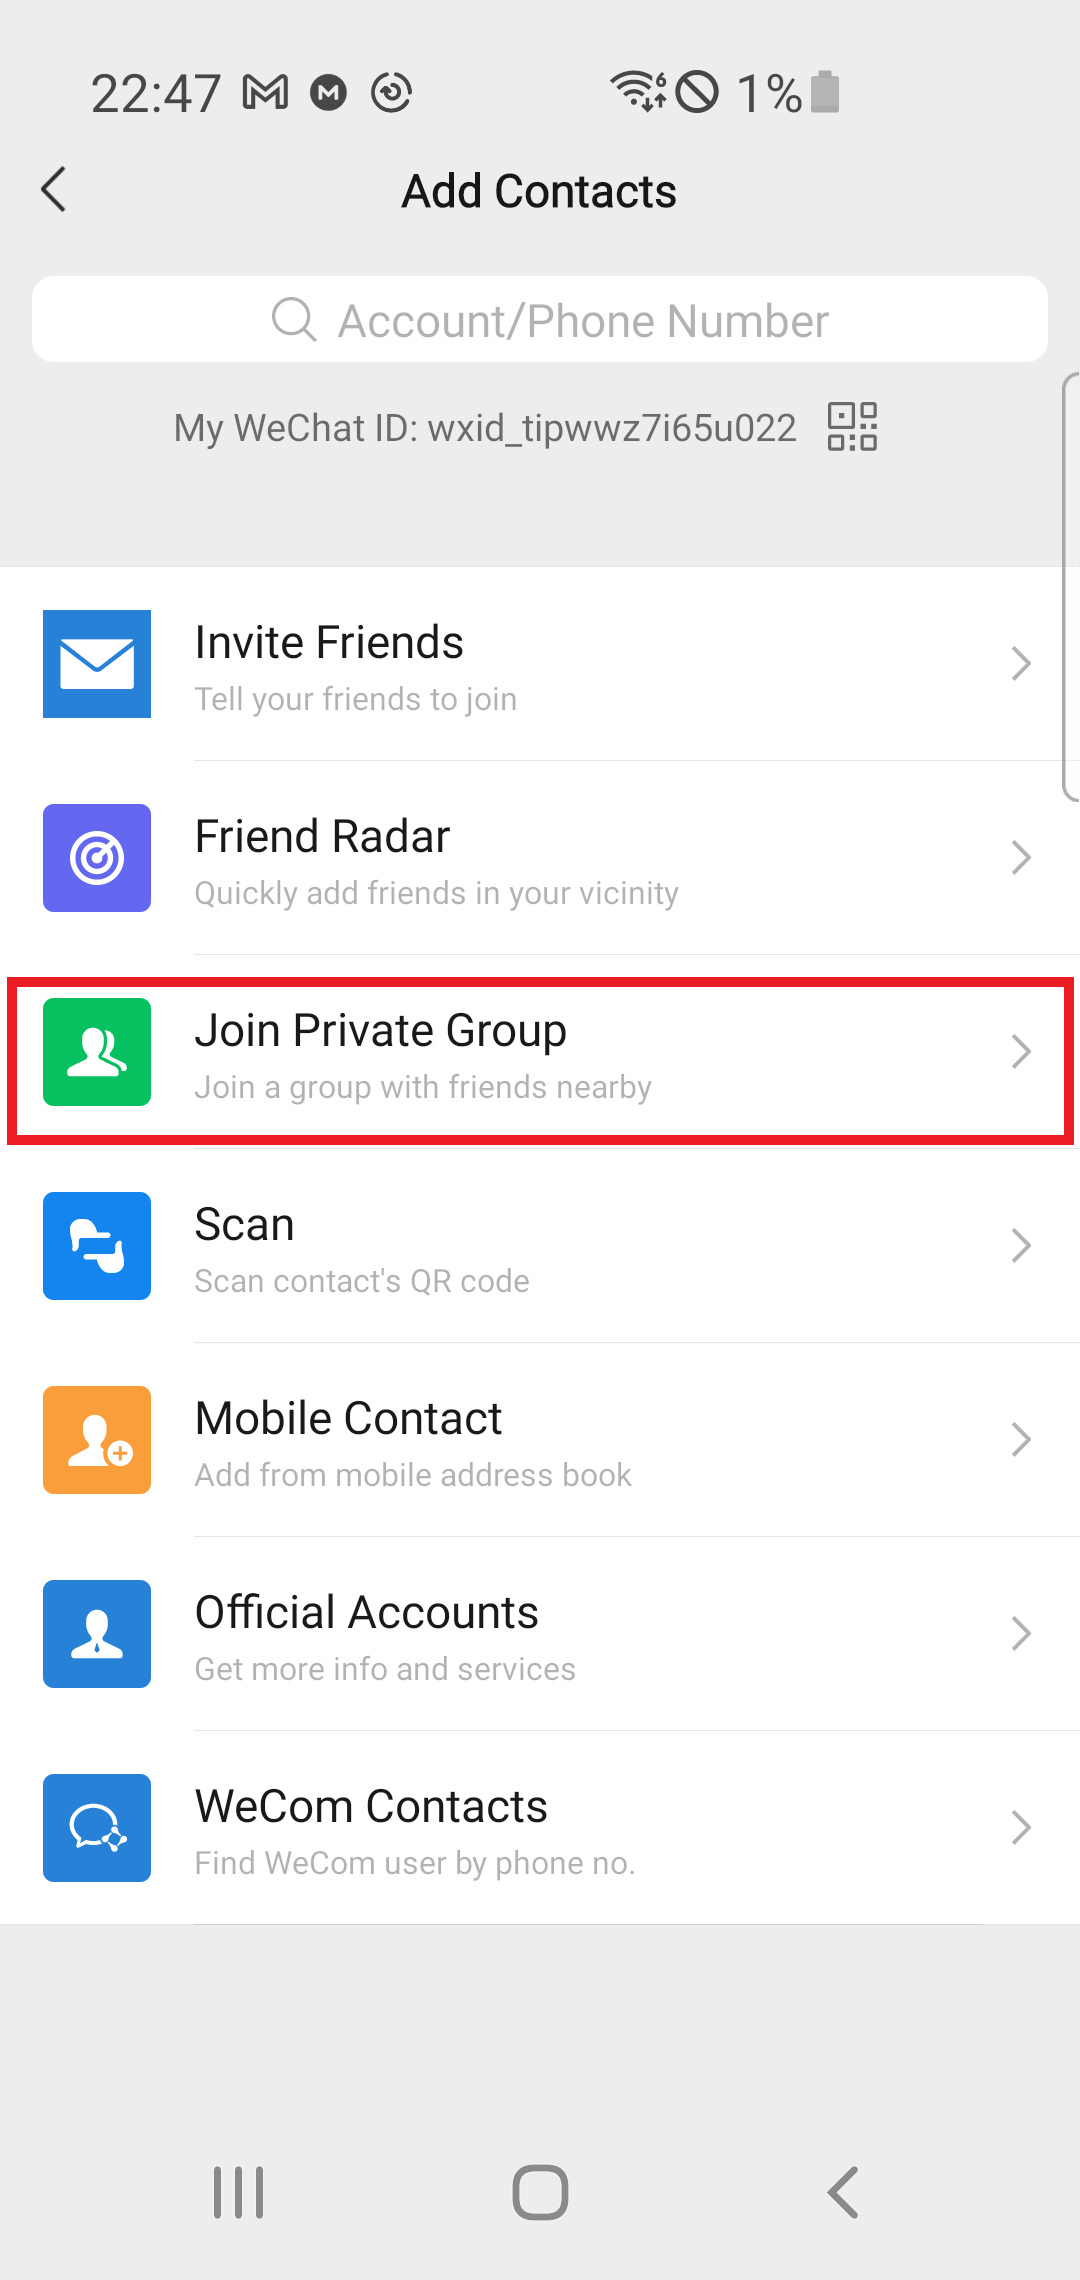 22:47 1%
Add Contacts
Account/Phone Number
My WeChat ID: wxid_tipwwz7i65u022
Invite Friends
Tell your friends to join
Friend Radar
Quickly add friends in your vicinity
Join Private Group
Join a group with friends nearby
Scan
Scan contact's QR code
Mobile Contact
Add from mobile address book
Official Accounts
Get more info and services
WeCom Contacts
Find WeCom user by phone no.